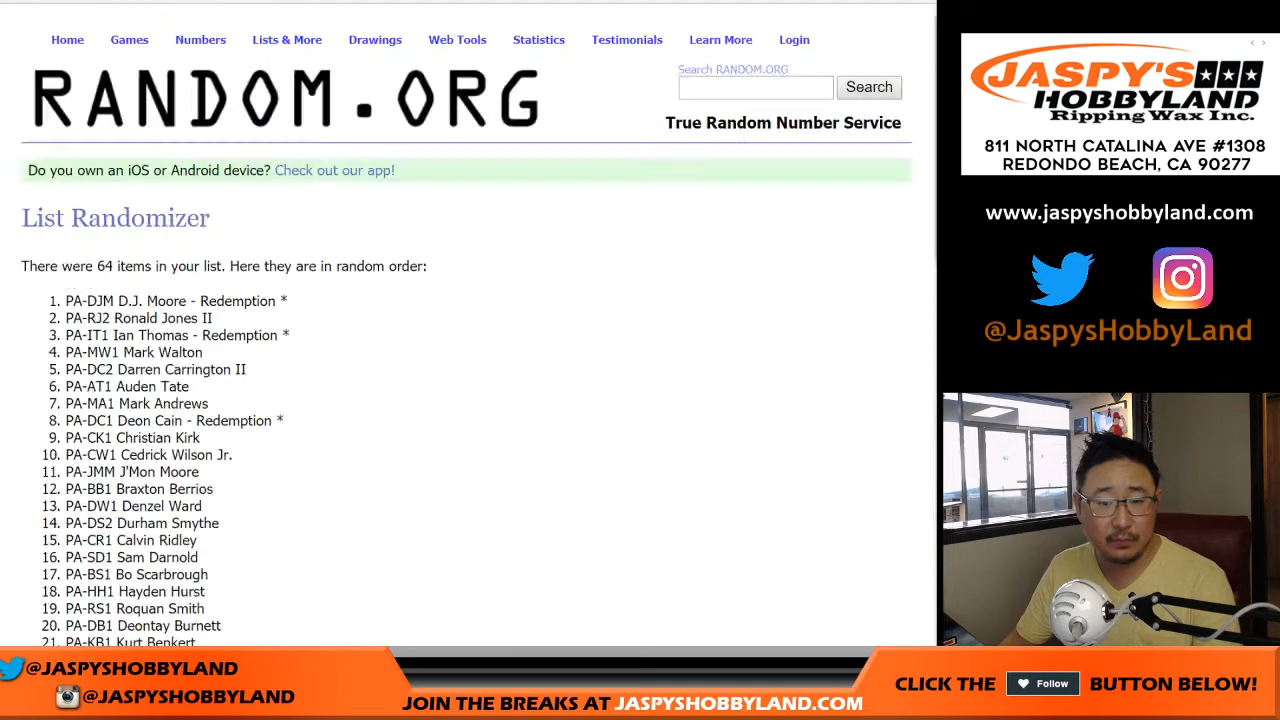 Home Games Numbers Lists & More Drawings Web Tools Statistics Testimonials Learn More Login
RANDOM.ORG
Search RANDOM.ORG
Search
True Random Number Service
Do you own an iOS or Android device? Check out our app!
List Randomizer
There were 64 items in your list. Here they are in random order:
1. PA-DJM D.J. Moore - Redemption *
2. PA-RJ2 Ronald Jones II
3. PA-IT1 Ian Thomas - Redemption *
4. PA-MW1 Mark Walton
5. PA-DC2 Darren Carrington II
6. PA-AT1 Auden Tate
7. PA-MA1 Mark Andrews
8. PA-DC1 Deon Cain - Redemption *
9. PA-CK1 Christian Kirk
10. PA-CW1 Cedrick Wilson Jr.
11. PA-JMM J'Mon Moore
12. PA-BB1 Braxton Berrios
13. PA-DW1 Denzel Ward
14. PA-DS2 Durham Smythe
15. PA-CR1 Calvin Ridley
16. PA-SD1 Sam Darnold
17. PA-BS1 Bo Scarbrough
18. PA-HH1 Hayden Hurst
19. PA-RS1 Roquan Smith
20. PA-DB1 Deontay Burnett
21. PA-KB1 Kurt Benkert
JASPY'S
HOBBYLAND
Ripping Wax Inc.
811 NORTH CATALINA AVE #1308
REDONDO BEACH, CA 90277
www.jaspyshobbyland.com
@JaspysHobbyLand
@JASPYSHOBBYLAND
@JASPYSHOBBYLAND
JOIN THE BREAKS AT JASPYSHOBBYLAND.COM
CLICK THE Follow BUTTON BELOW!